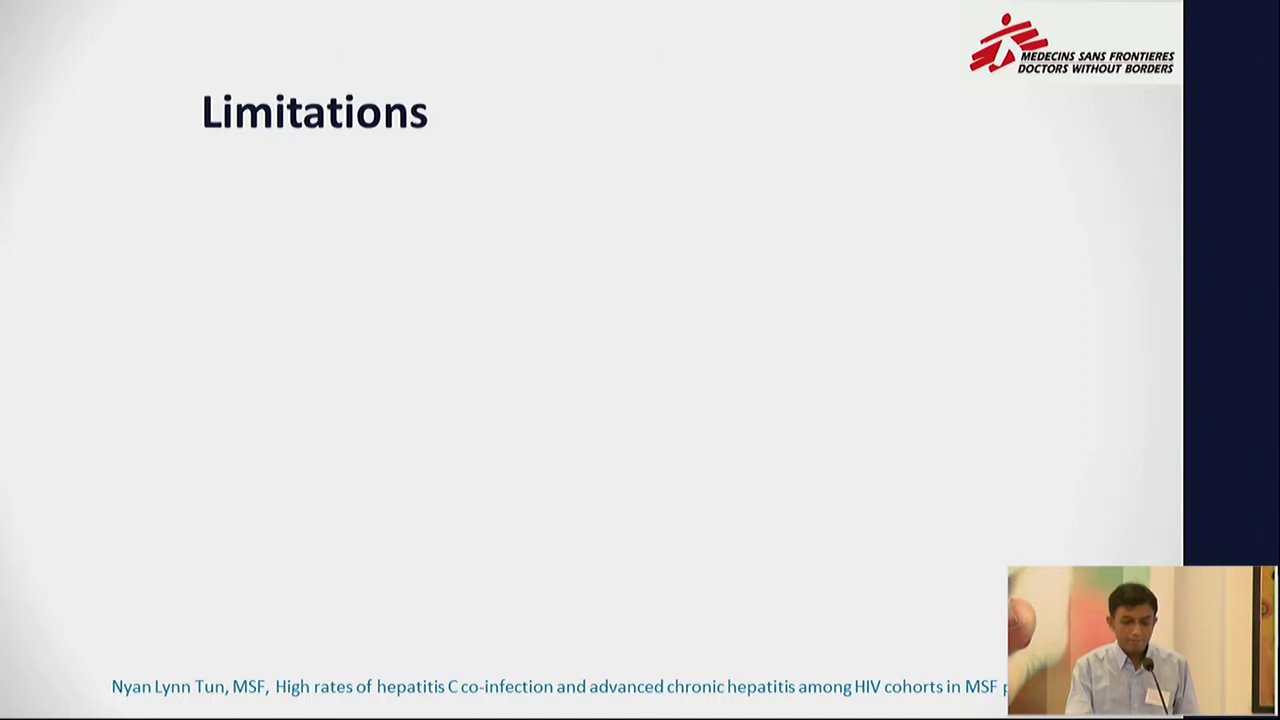 MEDECINS SANS FRONTIERES
DOCTORS WITHOUT BORDERS
Limitations
Nyan Lynn Tun, MSF, High rates of hepatitis C co-infection and advanced chronic hepatitis among HIV cohorts in MSF